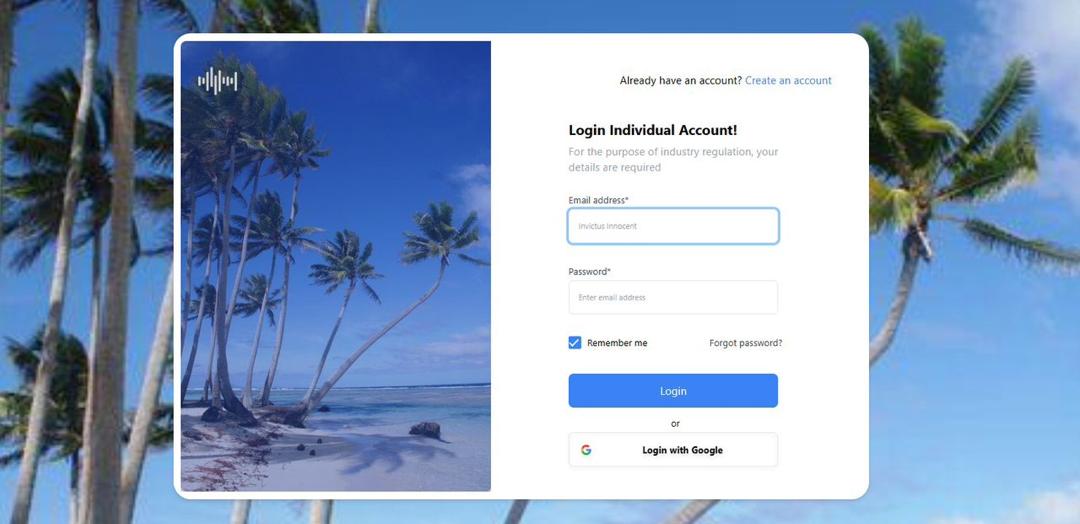 Already have an account? Create an account
Login Individual Account!
For the purpose of industry regulation, your
details are required
Email address*
Invictus Innocent
Password*
Enter email address
Remember me Forgot password?
Login
or
Login with Google